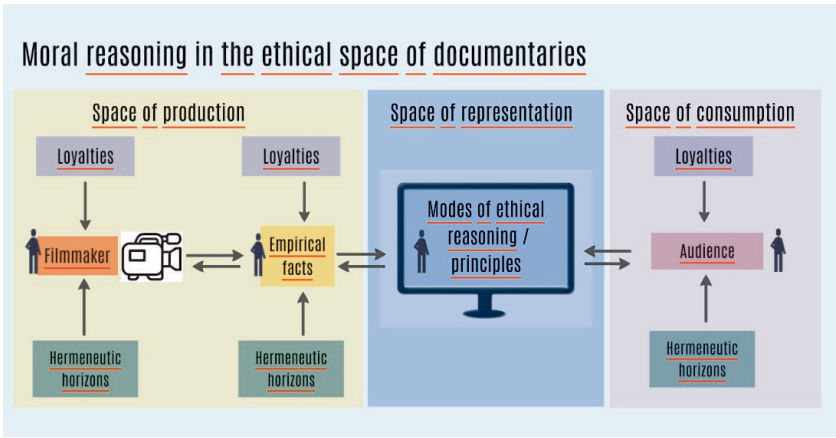 Moral reasoning in the ethical space of documentaries
Space of production
Space of representation
Space of consumption
Loyalties
Loyalties
Loyalties
Filmmaker
Empirical
facts
Modes of ethical
reasoning /
principles
Audience
Hermeneutic
horizons
Hermeneutic
horizons
Hermeneutic
horizons